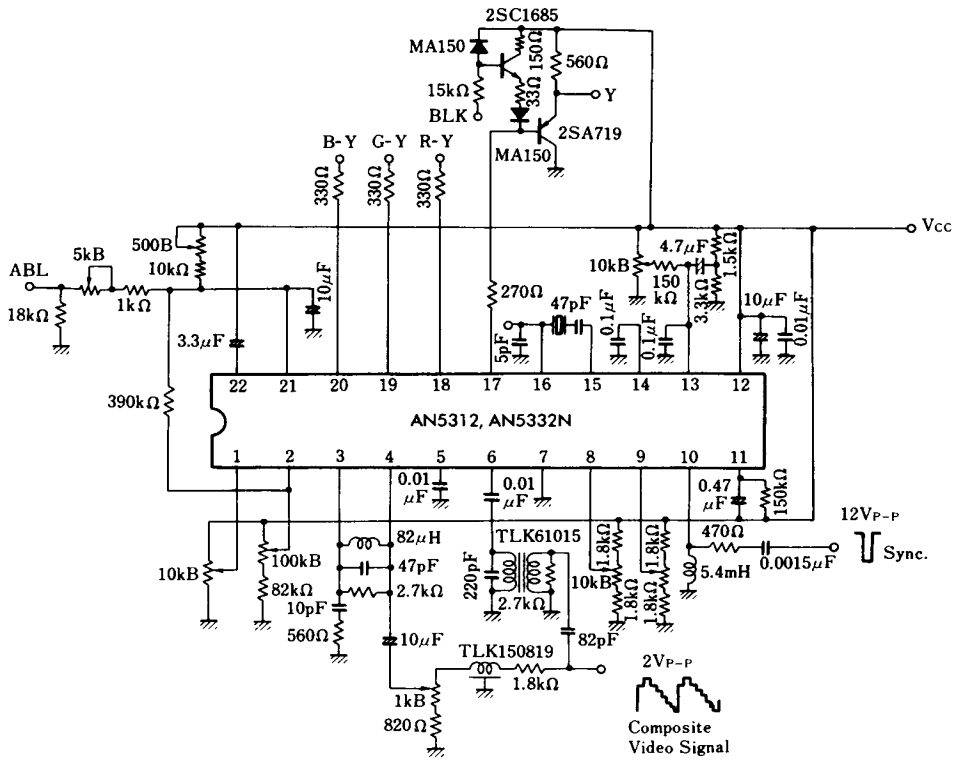 2SC1685
MA150
150Ω
560Ω
15kΩ
33Ω
Y
BLK
2SA719
MA150
B-Y G-Y R-Y
330Ω 330Ω 330Ω
Vcc
500B
5kB
ABL
10kΩ
10μF
1kΩ
18kΩ
3.3μF
270Ω
4.7μF
1.5kΩ
10kB
150
kΩ
3.3kΩ
47pF
5pF
0.1μF
0.1μF
10μF
0.01μF
390kΩ
22 21 20 19 18 17 16 15 14 13 12
AN5312, AN5332N
1 2 3 4 5 6 7 8 9 10 11
0.01
μF
0.01
μF
0.47
μF
150kΩ
82μH
47pF
2.7kΩ
10kB
100kB
82kΩ
10pF
560Ω
10μF
TLK61015
220pF
2.7kΩ
82pF
1.8kΩ
1.8kΩ
10kB
1.8kΩ
1.8kΩ
470Ω
5.4mH
0.0015μF
12VP-P
Sync.
TLK150819
1.8kΩ
1kB
820Ω
2VP-P
Composite
Video Signal